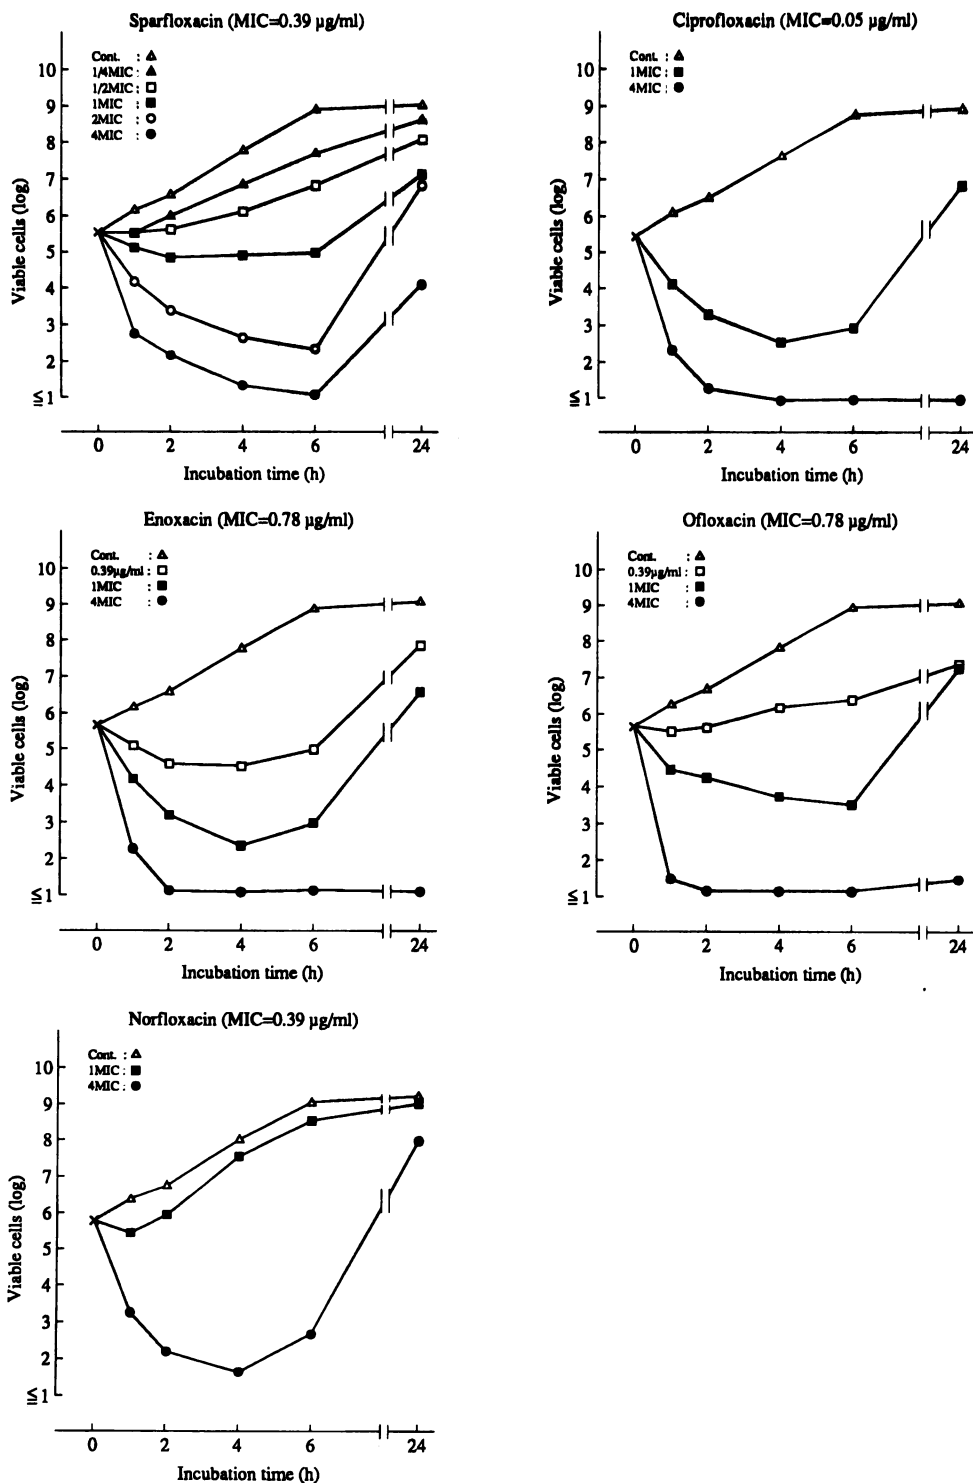 Sparfloxacin (MIC=0.39 µg/ml)
Cont. : △
1/4MIC : ▲
1/2MIC : □
1MIC : ■
2MIC : ○
4MIC : ●
10
9
8
7
6
5
4
3
2
≦1
Viable cells (log)
0 2 4 6 24
Incubation time (h)
Ciprofloxacin (MIC=0.05 µg/ml)
Cont. : △
1MIC : ■
4MIC : ●
10
9
8
7
6
5
4
3
2
≦1
Viable cells (log)
0 2 4 6 24
Incubation time (h)
Enoxacin (MIC=0.78 µg/ml)
Cont. : △
0.39µg/ml : □
1MIC : ■
4MIC : ●
10
9
8
7
6
5
4
3
2
≦1
Viable cells (log)
0 2 4 6 24
Incubation time (h)
Ofloxacin (MIC=0.78 µg/ml)
Cont. : △
0.39µg/ml : □
1MIC : ■
4MIC : ●
10
9
8
7
6
5
4
3
2
≦1
Viable cells (log)
0 2 4 6 24
Incubation time (h)
Norfloxacin (MIC=0.39 µg/ml)
Cont. : △
1MIC : ■
4MIC : ●
10
9
8
7
6
5
4
3
2
≦1
Viable cells (log)
0 2 4 6 24
Incubation time (h)